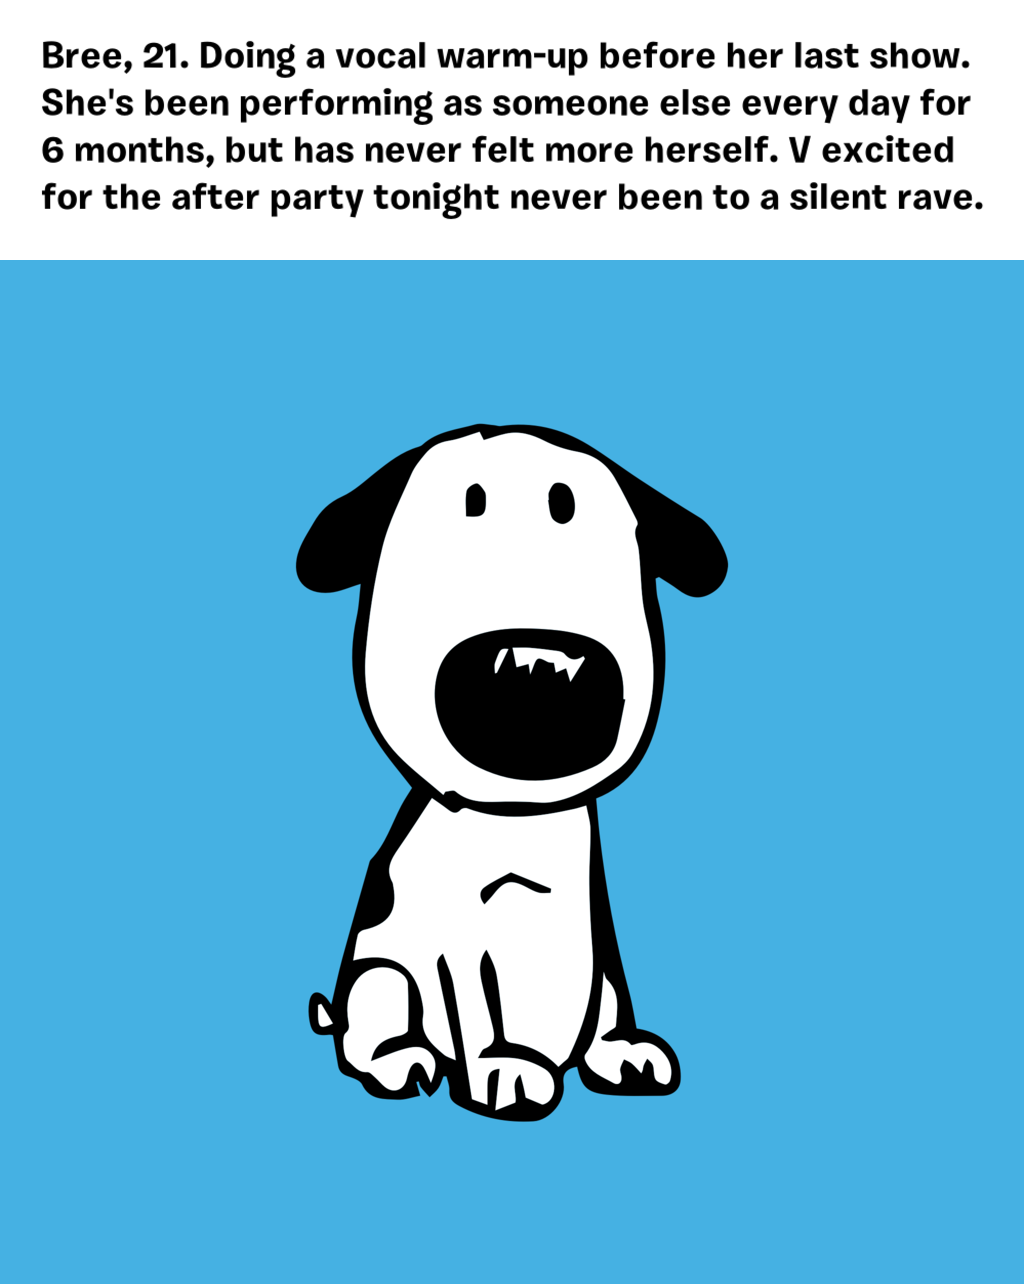 Bree, 21. Doing a vocal warm-up before her last show.
She's been performing as someone else every day for
6 months, but has never felt more herself. V excited
for the after party tonight never been to a silent rave.